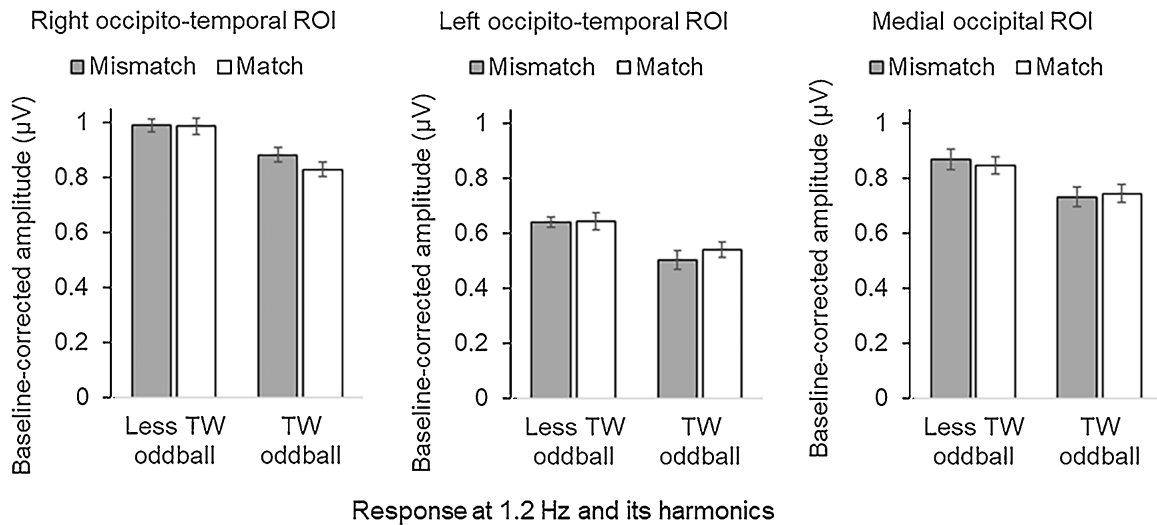 Right occipito-temporal ROI
Mismatch Match
Baseline-corrected amplitude (µV)
1
0.8
0.6
0.4
0.2
0
Less TW oddball
TW oddball
Left occipito-temporal ROI
Mismatch Match
Baseline-corrected amplitude (µV)
1
0.8
0.6
0.4
0.2
0
Less TW oddball
TW oddball
Medial occipital ROI
Mismatch Match
Baseline-corrected amplitude (µV)
1
0.8
0.6
0.4
0.2
0
Less TW oddball
TW oddball
Response at 1.2 Hz and its harmonics